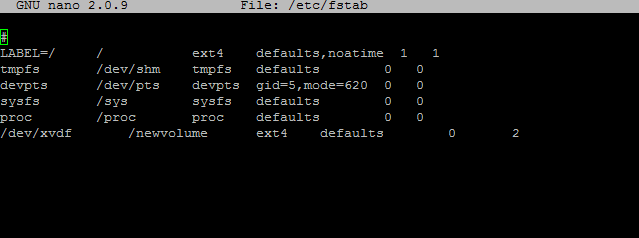 GNU nano 2.0.9 File: /etc/fstab
#
LABEL=/ / ext4 defaults,noatime 1 1
tmpfs /dev/shm tmpfs defaults 0 0
devpts /dev/pts devpts gid=5,mode=620 0 0
sysfs /sys sysfs defaults 0 0
proc /proc proc defaults 0 0
/dev/xvdf /newvolume ext4 defaults 0 2